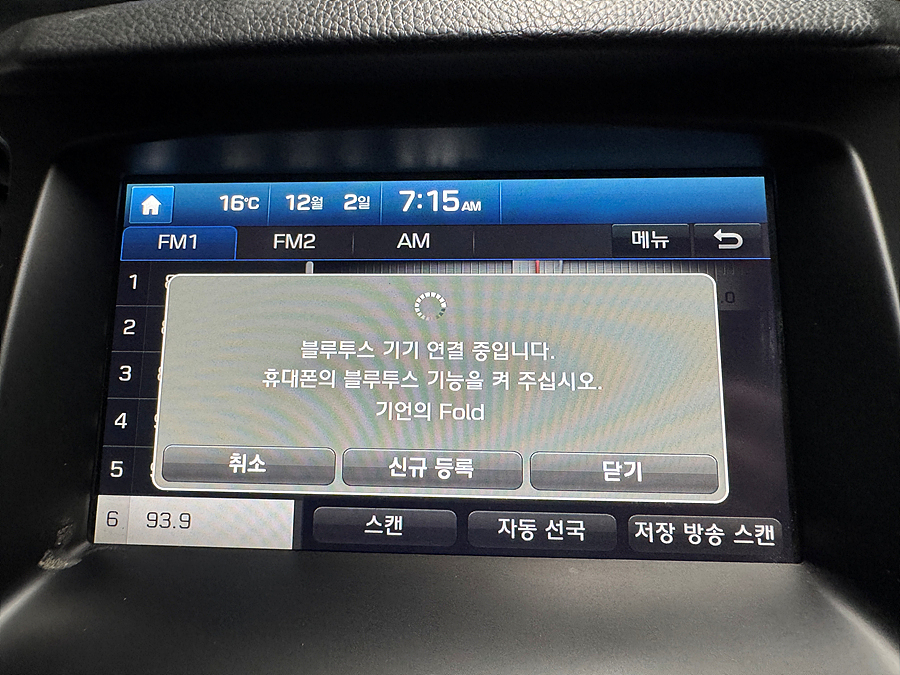 16°C 12월 2일 7:15 AM
FM1 FM2 AM 메뉴
1
2
3
4
5
블루투스 기기 연결 중입니다.
휴대폰의 블루투스 기능을 켜 주십시오.
기언의 Fold
취소 신규 등록 닫기
6 93.9 스캔 자동 선국 저장 방송 스캔